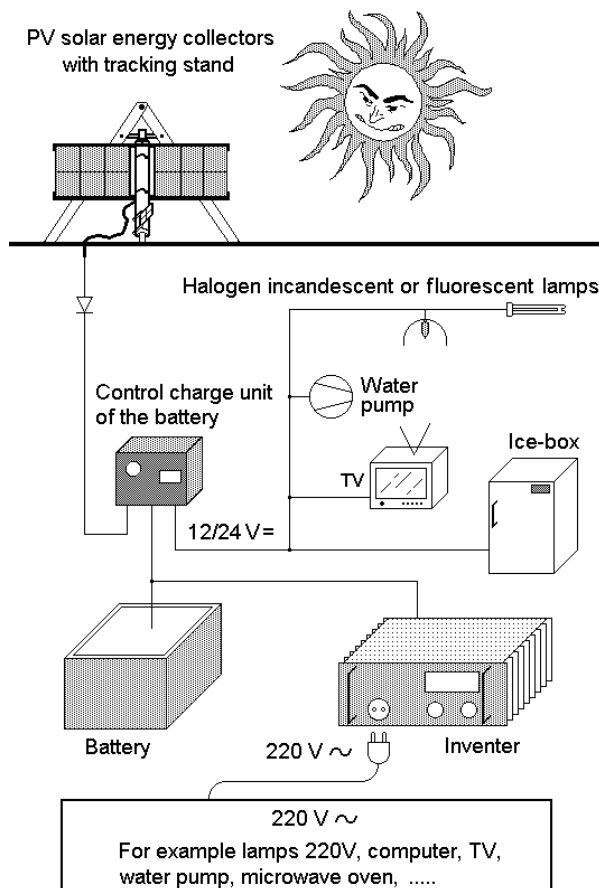 PV solar energy collectors
with tracking stand
Halogen incandescent or fluorescent lamps
Control charge unit
of the battery
Water
pump
TV
Ice-box
12/24 V=
Battery
Inventer
220 V ~
220 V ~
For example lamps 220V, computer, TV,
water pump, microwave oven, .....